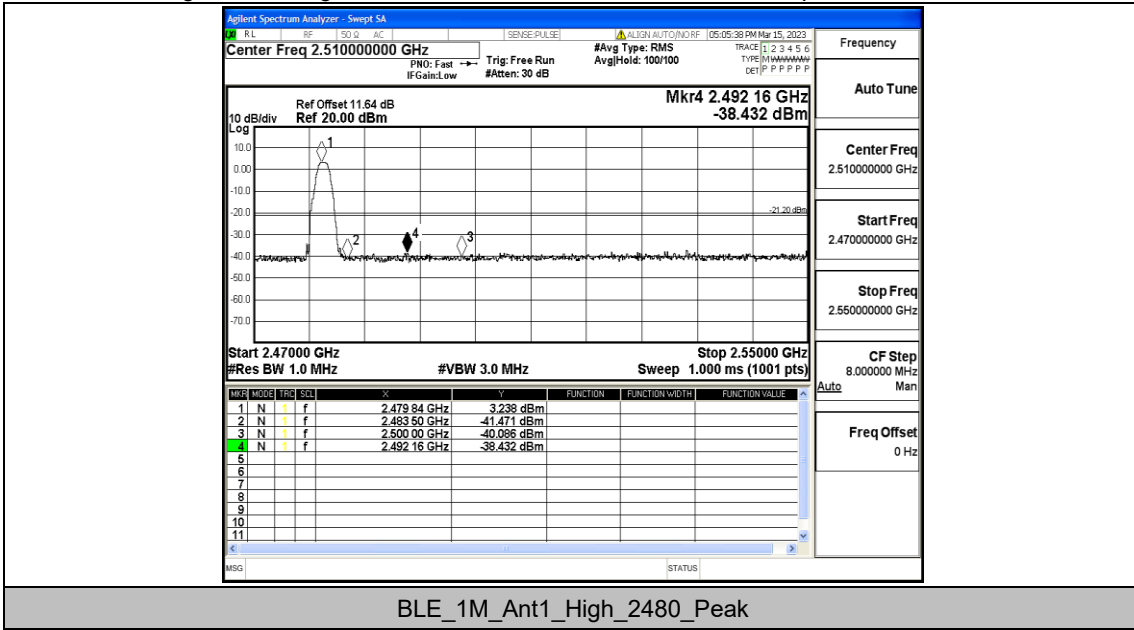 Agilent Spectrum Analyzer - Swept SA
RL RF 50 Ω AC SENSE:PULSE ALIGN AUTO/NO RF 05:05:38 PM Mar 15, 2023
Center Freq 2.510000000 GHz
PNO: Fast
IFGain:Low
Trig: Free Run
#Atten: 30 dB
#Avg Type: RMS
Avg|Hold: 100/100
TRACE 1 2 3 4 5 6
TYPE M WWWWW
DET P P P P P P
Mkr4 2.492 16 GHz
-38.432 dBm
Ref Offset 11.64 dB
Ref 20.00 dBm
10 dB/div
Log
10.0
0.00
-10.0
-20.0
-30.0
-40.0
-50.0
-60.0
-70.0
1
2
4
3
-21.20 dBm
Start 2.47000 GHz Stop 2.55000 GHz
#Res BW 1.0 MHz #VBW 3.0 MHz Sweep 1.000 ms (1001 pts)
MKR MODE TRC SCL X Y FUNCTION FUNCTION WIDTH FUNCTION VALUE
1 N 1 f 2.479 84 GHz 3.238 dBm
2 N 1 f 2.483 50 GHz -41.471 dBm
3 N 1 f 2.500 00 GHz -40.086 dBm
4 N 1 f 2.492 16 GHz -38.432 dBm
5
6
7
8
9
10
11
MSG STATUS
Frequency
Auto Tune
Center Freq
2.510000000 GHz
Start Freq
2.470000000 GHz
Stop Freq
2.550000000 GHz
CF Step
8.000000 MHz
Auto Man
Freq Offset
0 Hz
BLE_1M_Ant1_High_2480_Peak